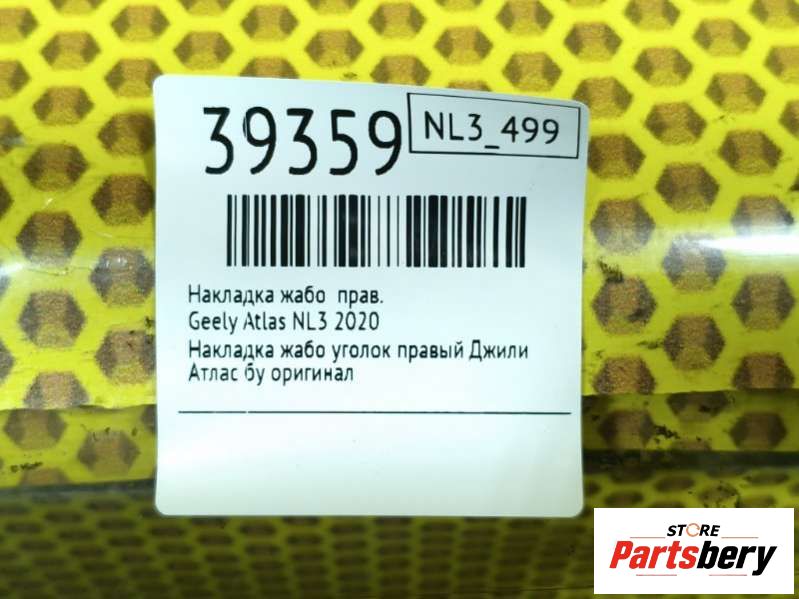 39359
NL3_499
Накладка жабо прав.
Geely Atlas NL3 2020
Накладка жабо уголок правый Джили
Атлас бу оригинал
STORE
Partsbery